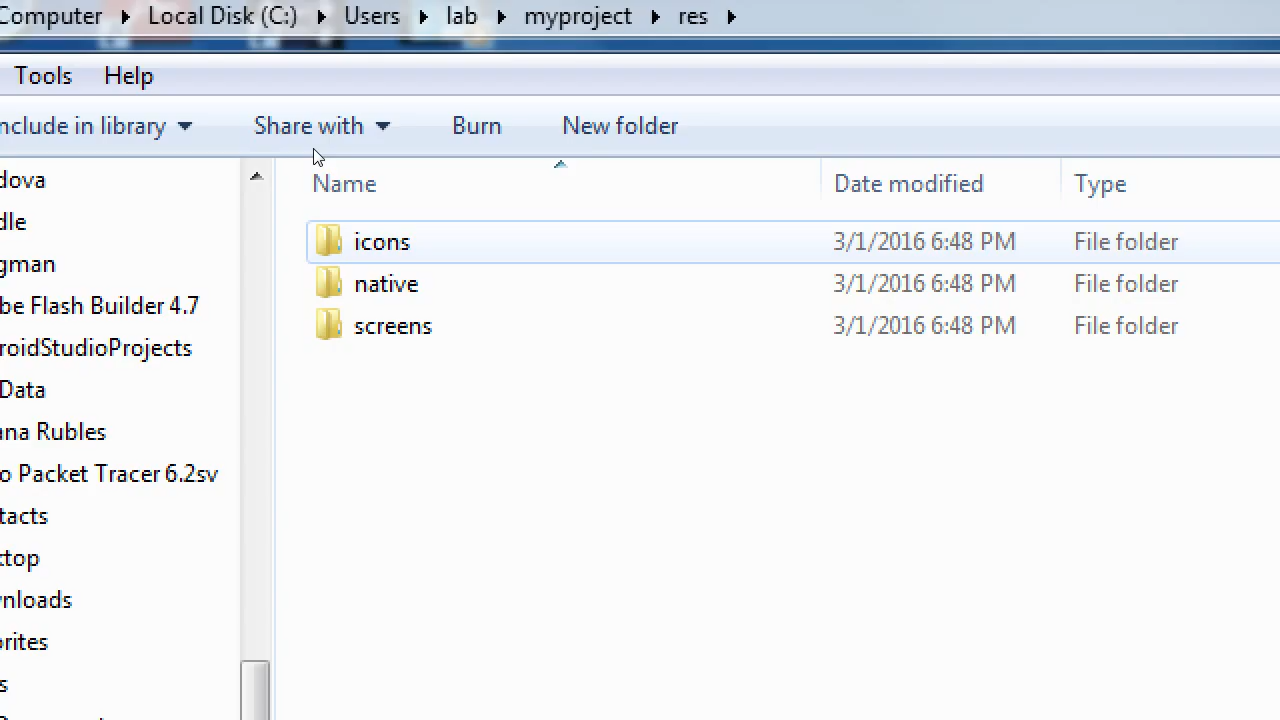 Computer Local Disk (C:) Users lab myproject res
Tools Help
nclude in library Share with Burn New folder
Name Date modified Type
icons 3/1/2016 6:48 PM File folder
native 3/1/2016 6:48 PM File folder
screens 3/1/2016 6:48 PM File folder
dova
dle
gman
be Flash Builder 4.7
roidStudioProjects
Data
ana Rubles
o Packet Tracer 6.2sv
tacts
ktop
wnloads
orites
s